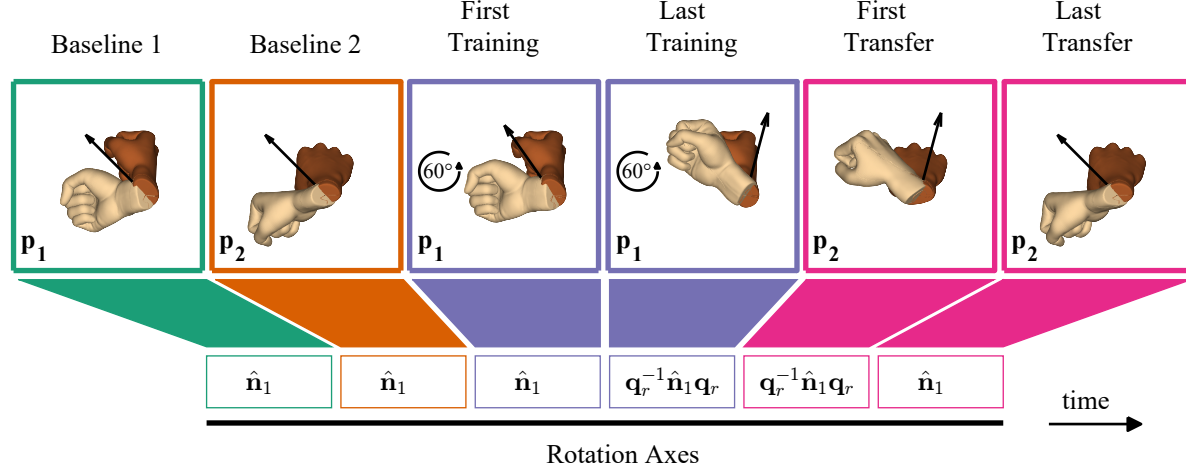 Baseline 1
Baseline 2
First
Training
Last
Training
First
Transfer
Last
Transfer
60°
60°
p₁
p₂
p₁
p₁
p₂
p₂
n̂₁
n̂₁
n̂₁
qᵣ⁻¹n̂₁qᵣ
qᵣ⁻¹n̂₁qᵣ
n̂₁
time
Rotation Axes